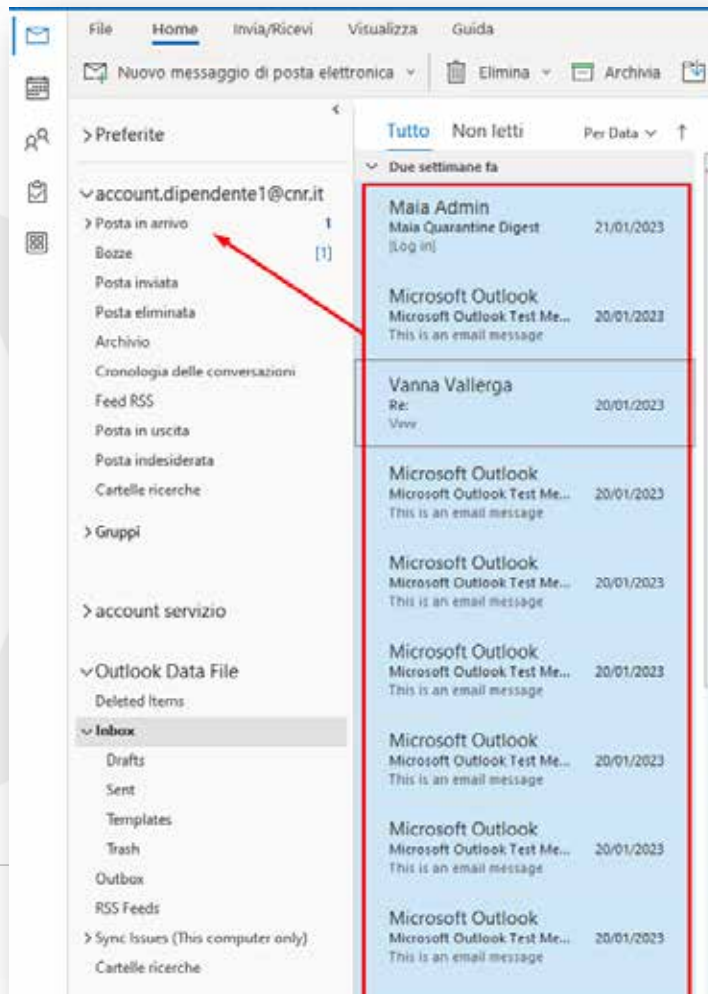 File Home Invia/Ricevi Visualizza Guida
Nuovo messaggio di posta elettronica Elimina Archivia
Preferite
account.dipendente1@cnr.it
Posta in arrivo 1
Bozze [1]
Posta inviata
Posta eliminata
Archivio
Cronologia delle conversazioni
Feed RSS
Posta in uscita
Posta indesiderata
Cartelle ricerche
Gruppi
account servizio
Outlook Data File
Deleted Items
Inbox
Drafts
Sent
Templates
Trash
Outbox
RSS Feeds
Sync Issues (This computer only)
Cartelle ricerche
Tutto Non letti Per Data
Due settimane fa
Maia Admin
Maia Quarantine Digest 21/01/2023
[Log in]
Microsoft Outlook
Microsoft Outlook Test Me... 20/01/2023
This is an email message
Vanna Vallerga
Re: 20/01/2023
Microsoft Outlook
Microsoft Outlook Test Me... 20/01/2023
This is an email message
Microsoft Outlook
Microsoft Outlook Test Me... 20/01/2023
This is an email message
Microsoft Outlook
Microsoft Outlook Test Me... 20/01/2023
This is an email message
Microsoft Outlook
Microsoft Outlook Test Me... 20/01/2023
This is an email message
Microsoft Outlook
Microsoft Outlook Test Me... 20/01/2023
This is an email message
Microsoft Outlook
Microsoft Outlook Test Me... 20/01/2023
This is an email message